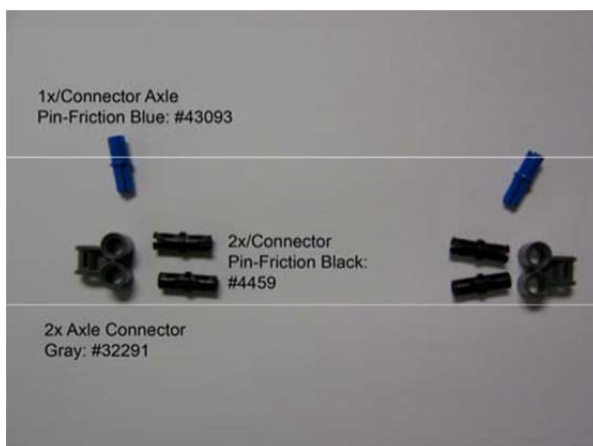 1x/Connector Axle
Pin-Friction Blue: #43093
2x/Connector
Pin-Friction Black:
#4459
2x Axle Connector
Gray: #32291